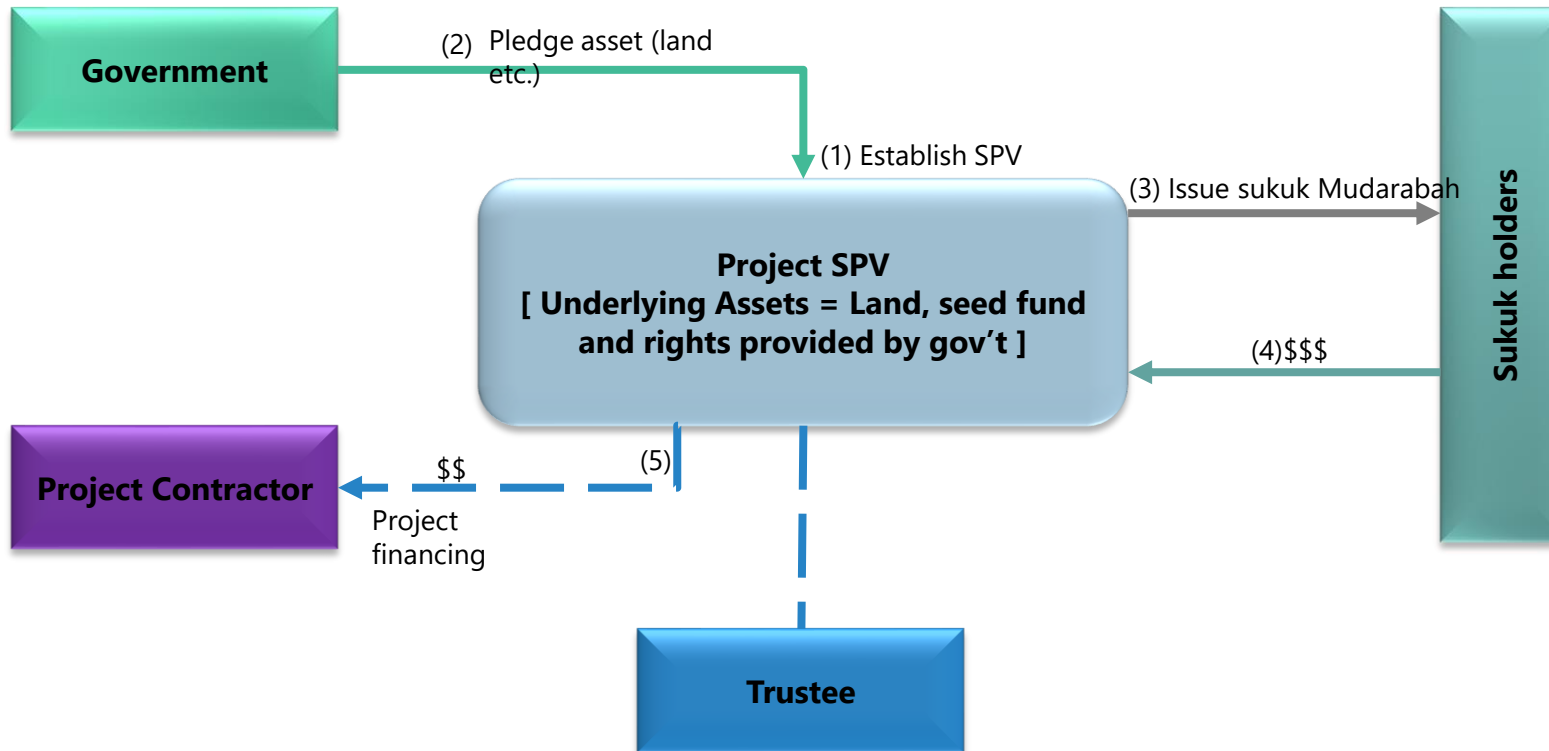 Government
(2) Pledge asset (land
etc.)
(1) Establish SPV
(3) Issue sukuk Mudarabah
Sukuk holders
Project SPV
[ Underlying Assets = Land, seed fund
and rights provided by gov’t ]
(4)$$$
Project Contractor
$$
(5)
Project
financing
Trustee